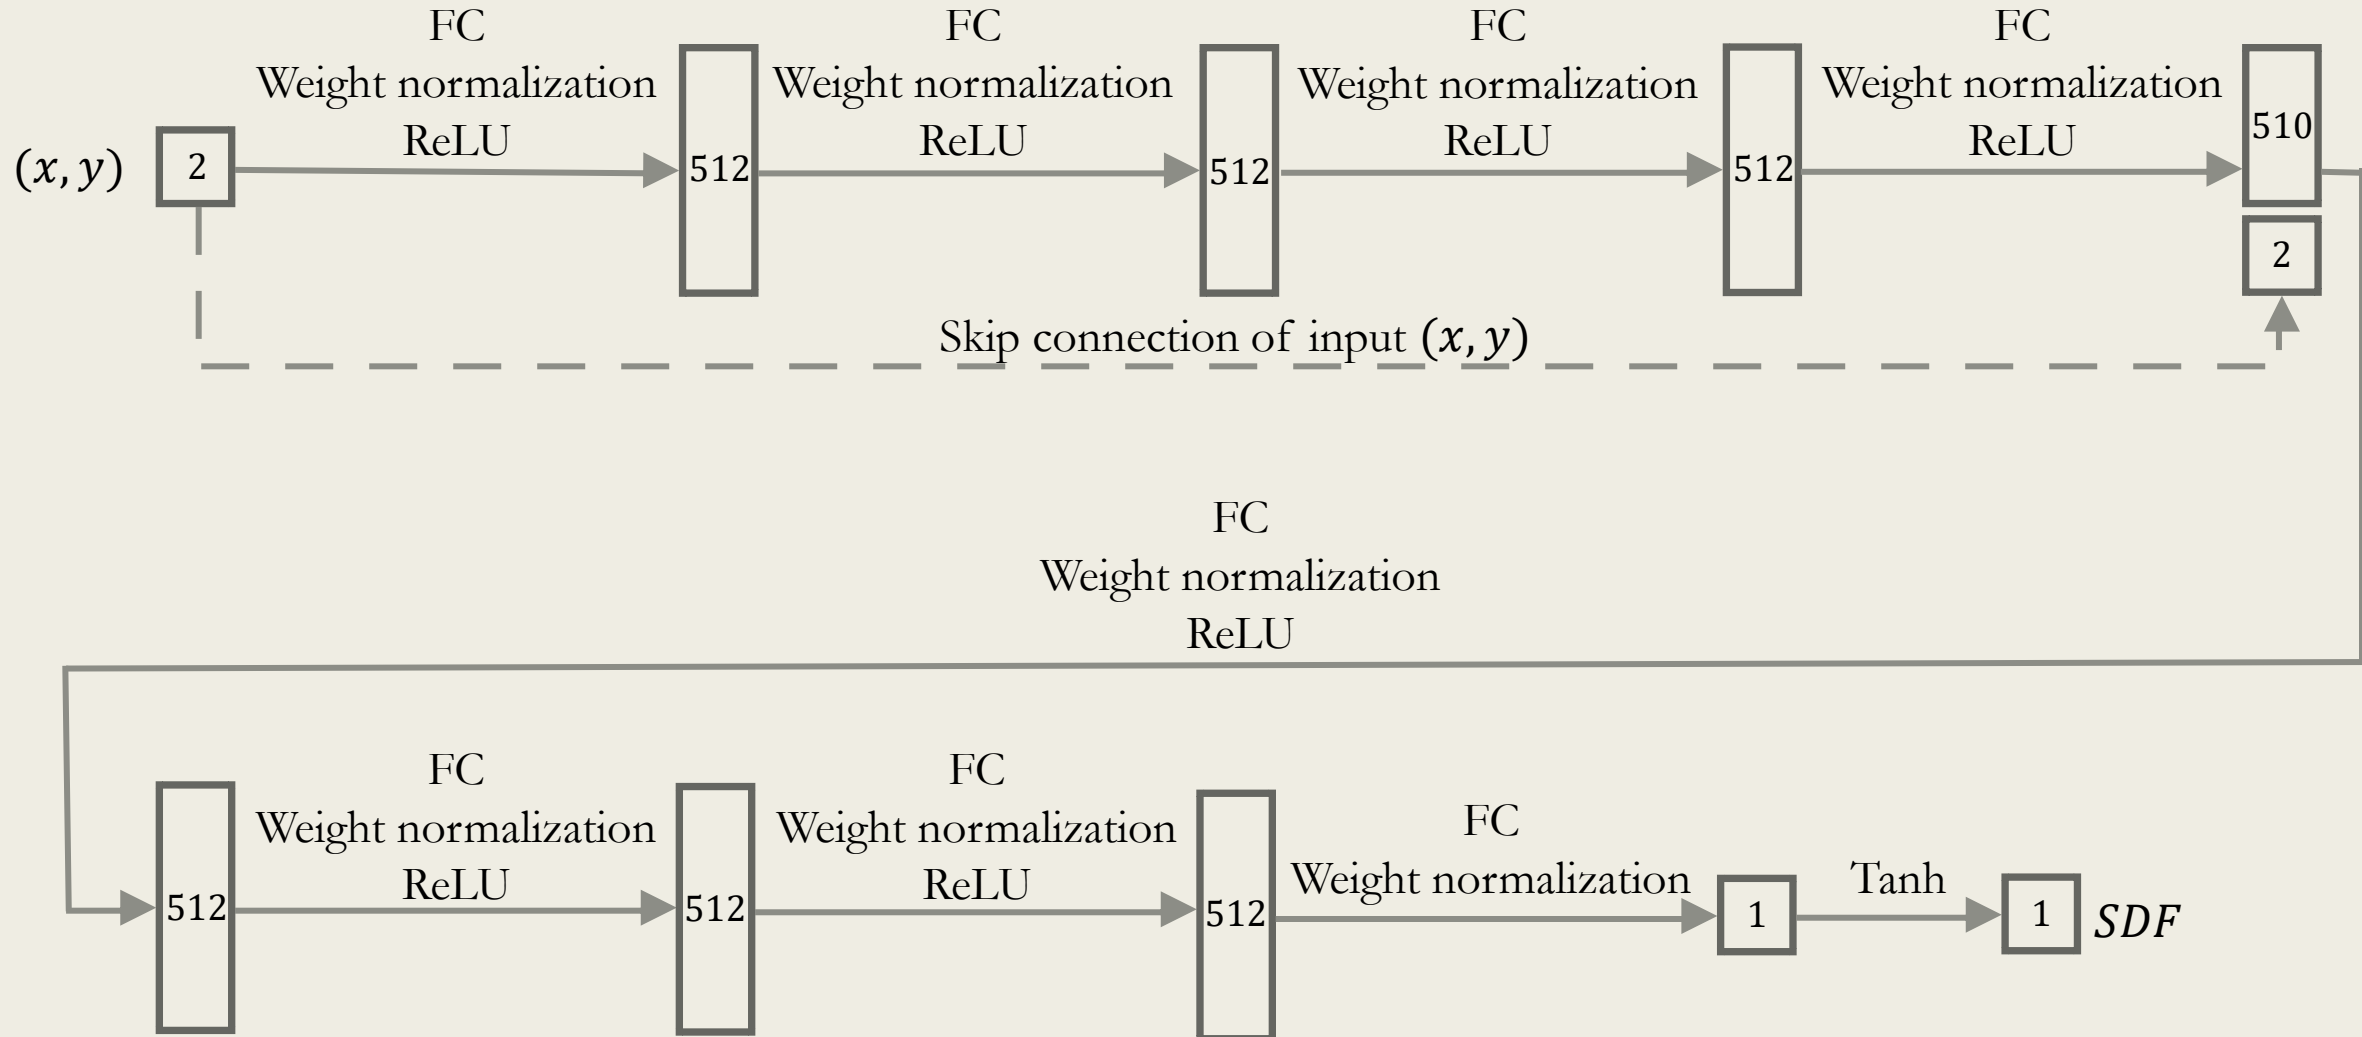 FC
Weight normalization
ReLU
FC
Weight normalization
ReLU
FC
Weight normalization
ReLU
FC
Weight normalization
ReLU
(x, y)
2
512
512
512
510
2
Skip connection of input (x, y)
FC
Weight normalization
ReLU
FC
Weight normalization
ReLU
FC
Weight normalization
ReLU
FC
Weight normalization
Tanh
512
512
512
1
1
SDF